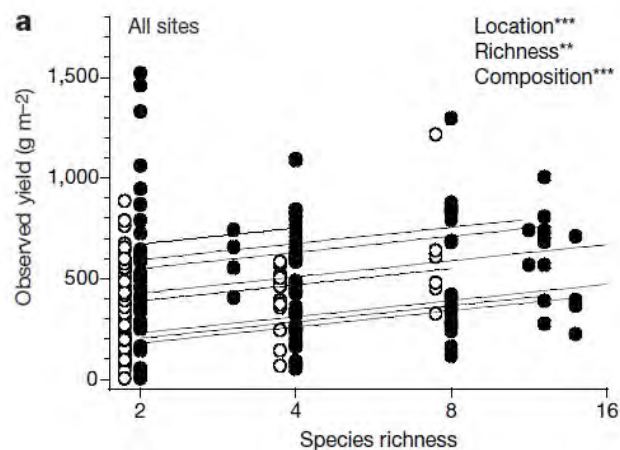 a
All sites
Location***
Richness**
Composition***
Observed yield (g m–2)
1,500
1,000
500
0
2
4
8
16
Species richness